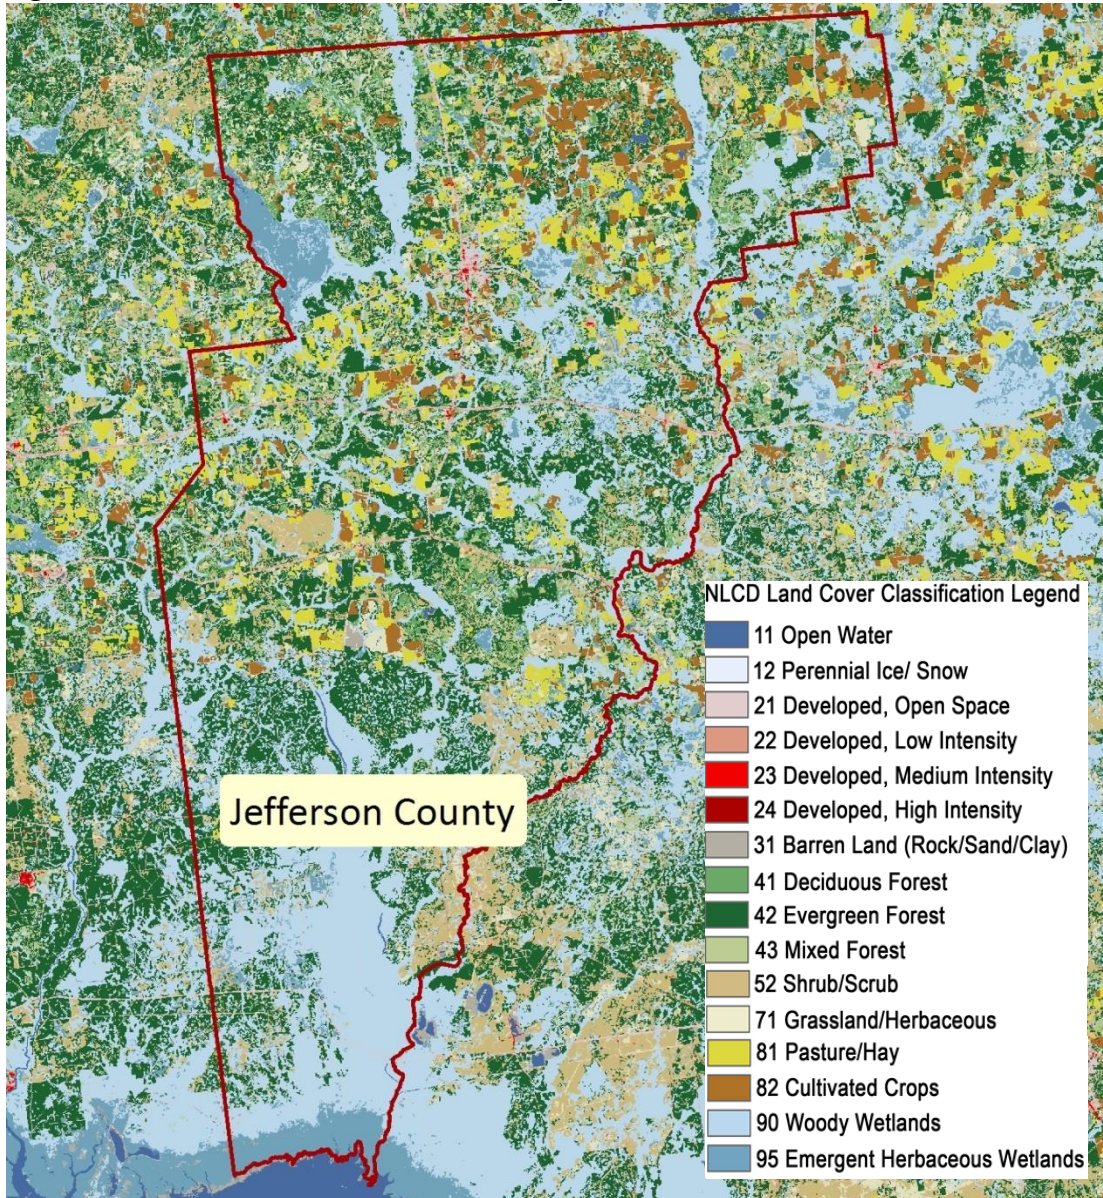 Jefferson County
NLCD Land Cover Classification Legend
11 Open Water
12 Perennial Ice/ Snow
21 Developed, Open Space
22 Developed, Low Intensity
23 Developed, Medium Intensity
24 Developed, High Intensity
31 Barren Land (Rock/Sand/Clay)
41 Deciduous Forest
42 Evergreen Forest
43 Mixed Forest
52 Shrub/Scrub
71 Grassland/Herbaceous
81 Pasture/Hay
82 Cultivated Crops
90 Woody Wetlands
95 Emergent Herbaceous Wetlands